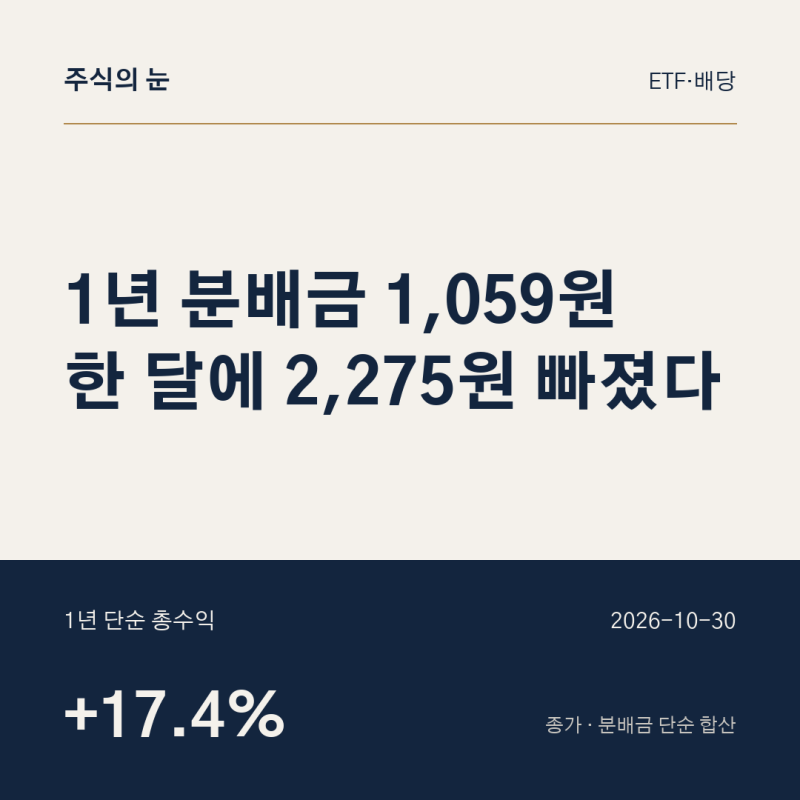 주식의 눈
ETF·배당
1년 분배금 1,059원
한 달에 2,275원 빠졌다
1년 단순 총수익
2026-10-30
+17.4%
종가 · 분배금 단순 합산